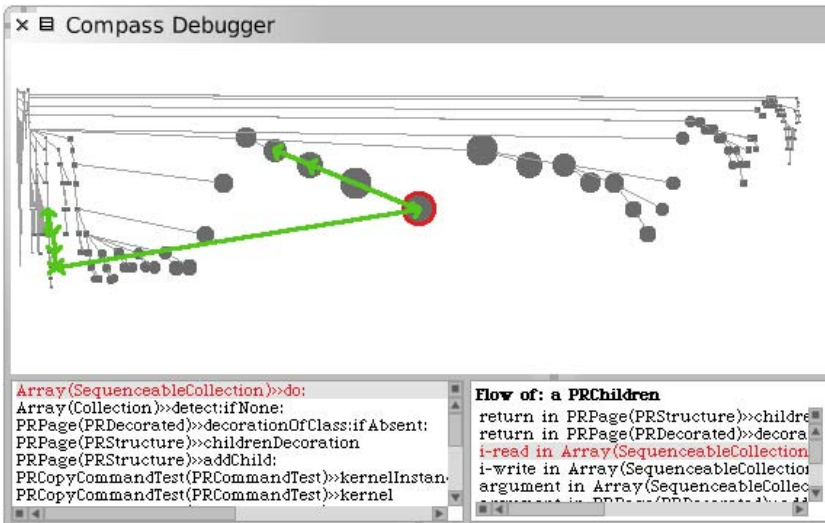 Compass Debugger
Array(SequenceableCollection)»do:
Array(Collection)»detect:ifNone:
PRPage(PRDecorated)»decorationOfClass:ifAbsent:
PRPage(PRStructure)»childrenDecoration
PRPage(PRStructure)»addChild:
PRCopyCommandTest(PRCommandTest)»kernelInstan
PRCopyCommandTest(PRCommandTest)»kernel
Flow of: a PRChildren
return in PRPage(PRStructure)»childre
return in PRPage(PRDecorated)»decora
i-read in Array(SequenceableCollection
i-write in Array(SequenceableCollection
argument in Array(SequenceableCollec